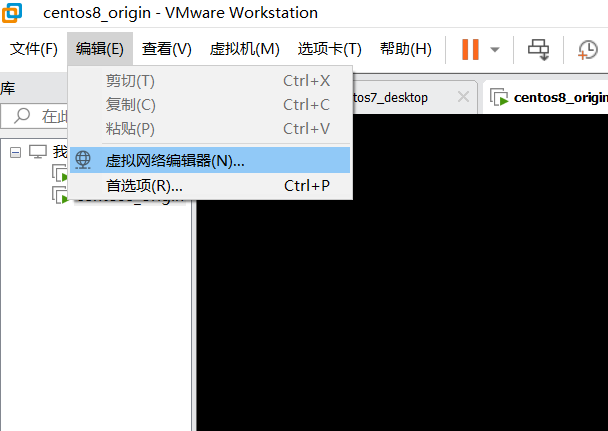 centos8_origin - VMware Workstation
文件(F) 编辑(E) 查看(V) 虚拟机(M) 选项卡(T) 帮助(H)
库
剪切(T) Ctrl+X
复制(C) Ctrl+C
粘贴(P) Ctrl+V
虚拟网络编辑器(N)...
首选项(R)... Ctrl+P
tos7_desktop
centos8_origin
在此
我